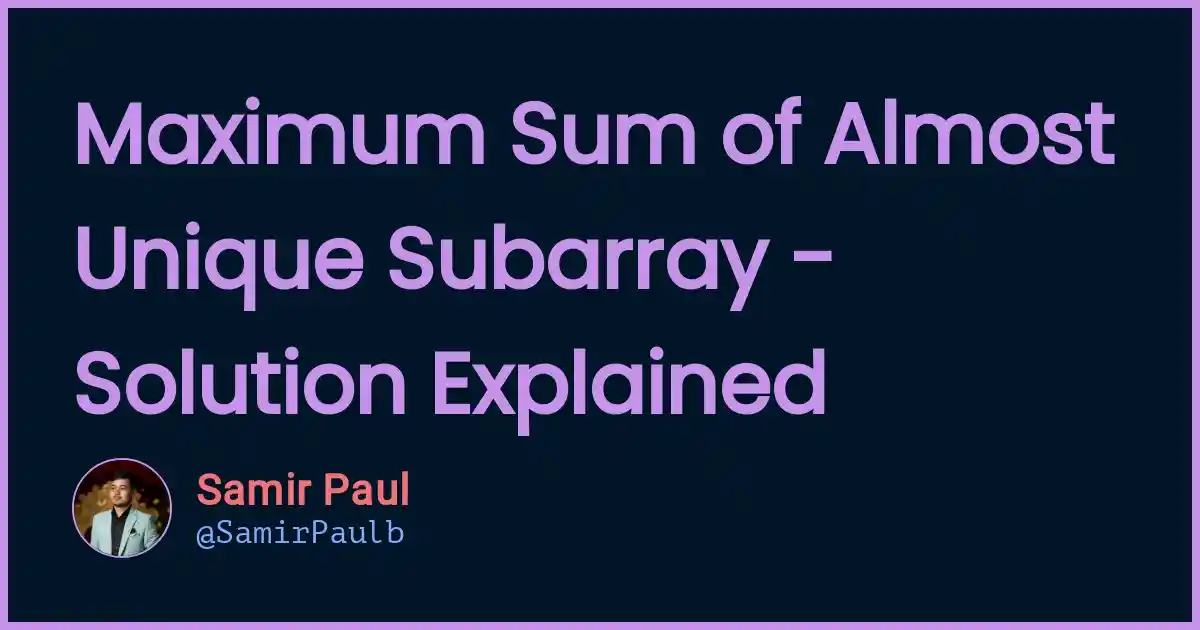 Maximum Sum of Almost
Unique Subarray -
Solution Explained
Samir Paul
@SamirPaulb